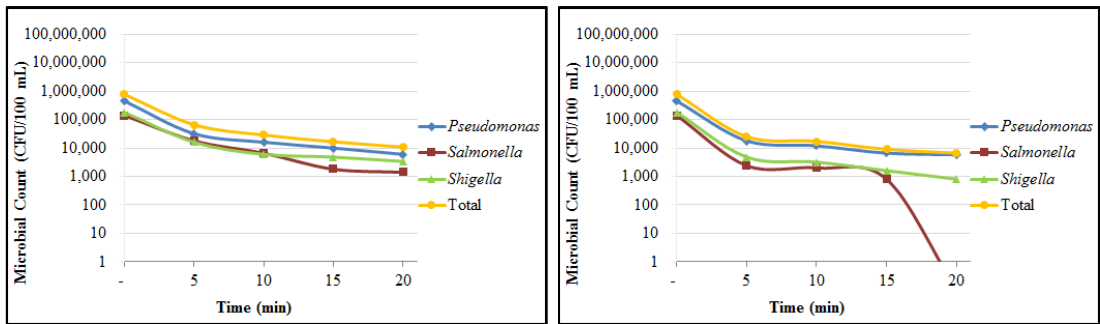 Microbial Count (CFU/100 mL)
100,000,000
10,000,000
1,000,000
100,000
10,000
1,000
100
10
1
- 5 10 15 20
Time (min)
Pseudomonas
Salmonella
Shigella
Total
Microbial Count (CFU/100 mL)
100,000,000
10,000,000
1,000,000
100,000
10,000
1,000
100
10
1
- 5 10 15 20
Time (min)
Pseudomonas
Salmonella
Shigella
Total